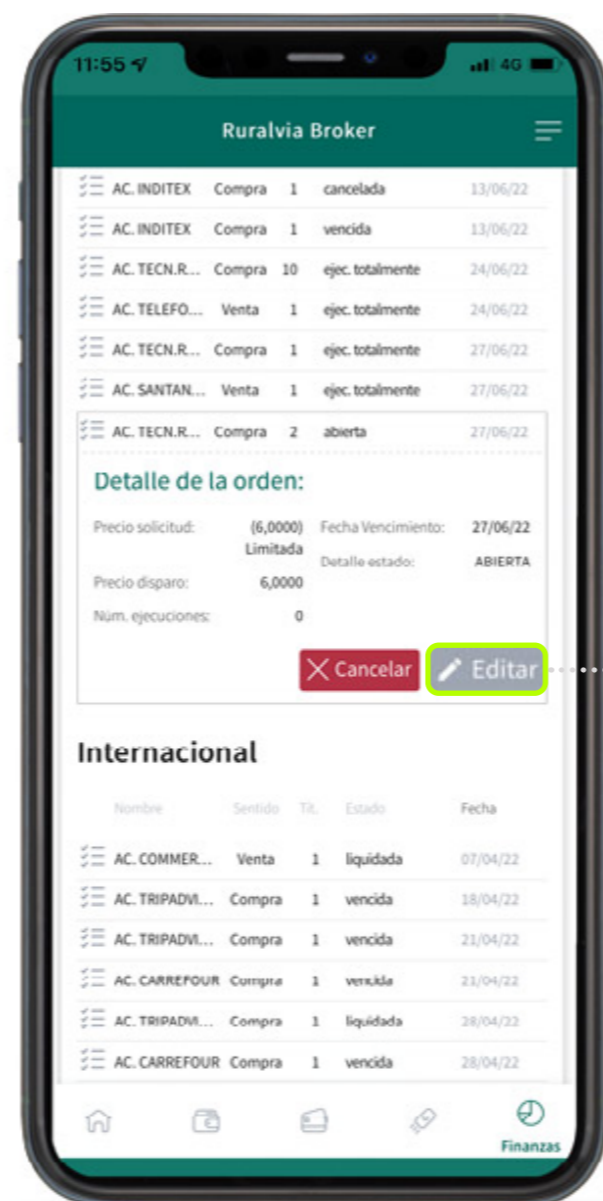 11:55 4G
Ruralvia Broker
AC. INDITEX Compra 1 cancelada 13/06/22
AC. INDITEX Compra 1 vencida 13/06/22
AC. TECN.R... Compra 10 ejec. totalmente 24/06/22
AC. TELEFO... Venta 1 ejec. totalmente 24/06/22
AC. TECN.R... Compra 1 ejec. totalmente 27/06/22
AC. SANTAN... Venta 1 ejec. totalmente 27/06/22
AC. TECN.R... Compra 2 abierta 27/06/22
Detalle de la orden:
Precio solicitud: (6,0000) Fecha Vencimiento: 27/06/22
Limitada
Detalle estado: ABIERTA
Precio disparo: 6,0000
Núm. ejecuciones: 0
Cancelar Editar
Internacional
Nombre Sentido Tít. Estado Fecha
AC. COMMER... Venta 1 liquidada 07/04/22
AC. TRIPADVI... Compra 1 vencida 18/04/22
AC. TRIPADVI... Compra 1 vencida 21/04/22
AC. CARREFOUR Compra 1 vencida 21/04/22
AC. TRIPADVI... Compra 1 liquidada 28/04/22
AC. CARREFOUR Compra 1 vencida 28/04/22
Finanzas